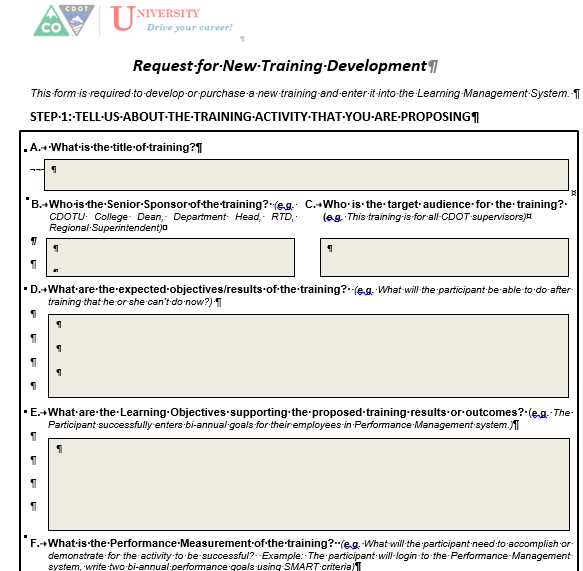 CDOT
CO
UNIVERSITY
Drive your career!
Request for New Training Development¶
This form is required to develop or purchase a new training and enter it into the Learning Management System. ¶
STEP 1: TELL US ABOUT THE TRAINING ACTIVITY THAT YOU ARE PROPOSING¶
A. What is the title of training?¶
B. Who is the Senior Sponsor of the training? (e.g. CDOTU College Dean, Department Head, RTD, Regional Superintendent)
C. Who is the target audience for the training? (e.g. This training is for all CDOT supervisors)
D. What are the expected objectives/results of the training? (e.g. What will the participant be able to do after
training that he or she can't do now?) ¶
E. What are the Learning Objectives supporting the proposed training results or outcomes? (e.g. The
Participant successfully enters bi-annual goals for their employees in Performance Management system.)¶
F. What is the Performance Measurement of the training? (e.g. What will the participant need to accomplish or
demonstrate for the activity to be successful? Example: The participant will login to the Performance Management
system, write two bi-annual performance goals using SMART criteria)¶